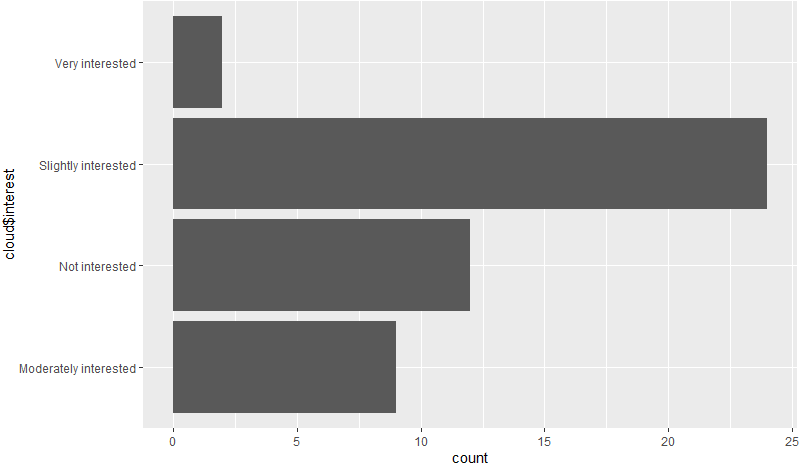 Very interested
Slightly interested
Not interested
Moderately interested
cloud$interest
0 5 10 15 20 25
count